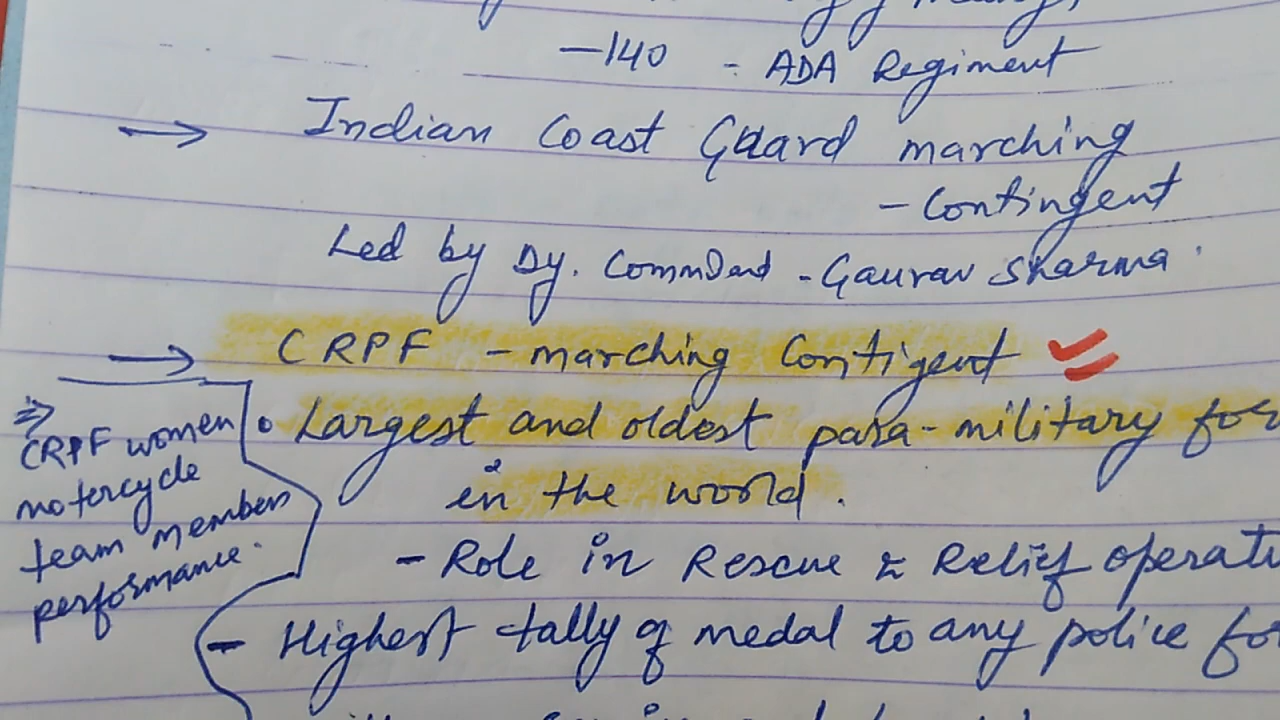 -140 - ADA Regiment
→ Indian Coast Guard marching
- Contingent
Led by Dy. Commdand - Gaurav Sharma.
→ CRPF - marching Contigent
• Largest and oldest para-military for
in the world.
- Role in Rescue & Relief operati
- Highest tally of medal to any police fo
⇒
CRPF women
motorcycle
team members
performance.